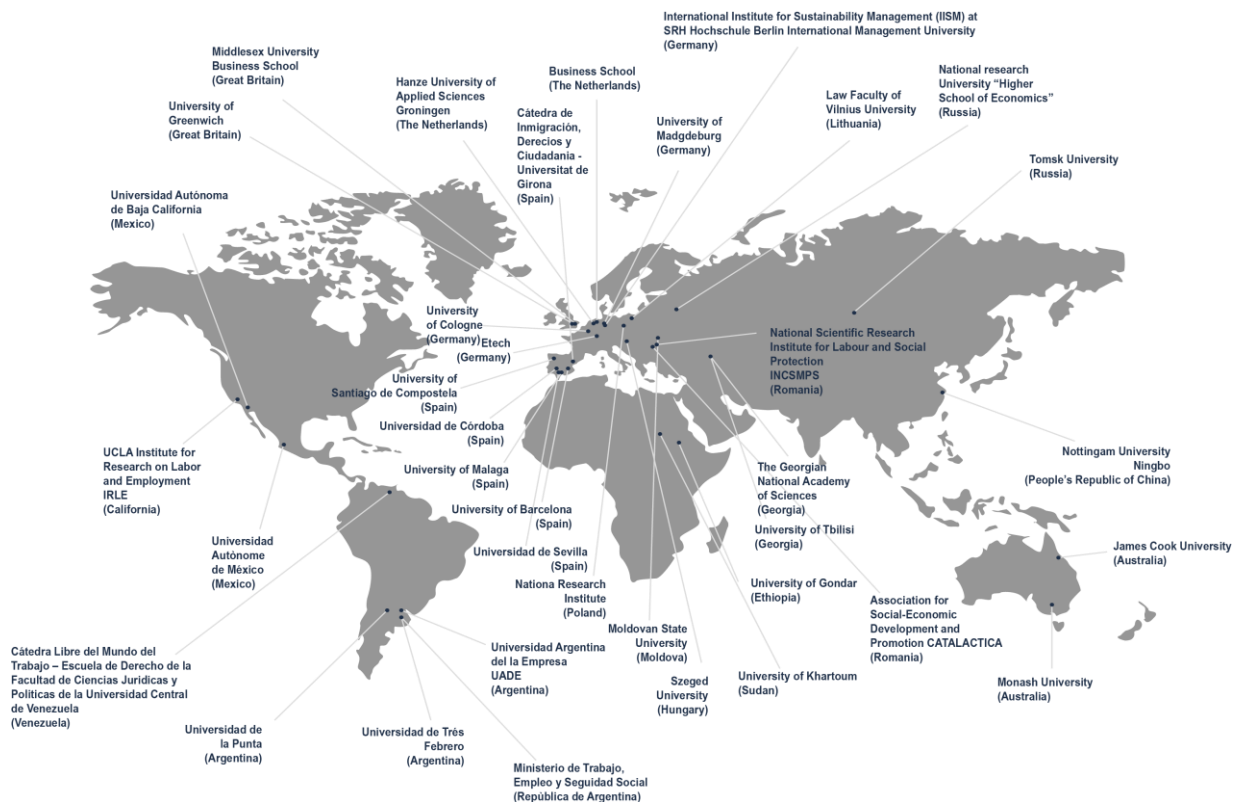 International Institute for Sustainability Management (IISM) at
SRH Hochschule Berlin International Management University
(Germany)
Middlesex University
Business School
(Great Britain)
Hanze University of
Applied Sciences
Groningen
(The Netherlands)
Business School
(The Netherlands)
National research
University “Higher
School of Economics”
(Russia)
University of
Greenwich
(Great Britain)
Cátedra de
Inmigración,
Derecios y
Ciudadania -
Universitat de
Girona
(Spain)
University of
Madgdeburg
(Germany)
Law Faculty of
Vilnius University
(Lithuania)
Tomsk University
(Russia)
Universidad Autónoma
de Baja California
(Mexico)
University
of Cologne
(Germany)
Etech
(Germany)
National Scientific Research
Institute for Labour and Social
Protection
INCSMPS
(Romania)
University of
Santiago de Compostela
(Spain)
Universidad de Córdoba
(Spain)
UCLA Institute for
Research on Labor
and Employment
IRLE
(California)
University of Malaga
(Spain)
The Georgian
National Academy
of Sciences
(Georgia)
Nottingam University
Ningbo
(People's Republic of China)
University of Barcelona
(Spain)
University of Tbilisi
(Georgia)
Universidad
Autónome
de México
(Mexico)
Universidad de Sevilla
(Spain)
James Cook University
(Australia)
Nationa Research
Institute
(Poland)
University of Gondar
(Ethiopia)
Association for
Social-Economic
Development and
Promotion CATALACTICA
(Romania)
Moldovan State
University
(Moldova)
Cátedra Libre del Mundo del
Trabajo – Escuela de Derecho de la
Facultad de Ciencias Jurídicas y
Políticas de la Universidad Central
de Venezuela
(Venezuela)
Universidad Argentina
del la Empresa
UADE
(Argentina)
Szeged
University
(Hungary)
University of Khartoum
(Sudan)
Monash University
(Australia)
Universidad de
la Punta
(Argentina)
Universidad de Trés
Febrero
(Argentina)
Ministerio de Trabajo,
Empleo y Seguidad Social
(República de Argentina)